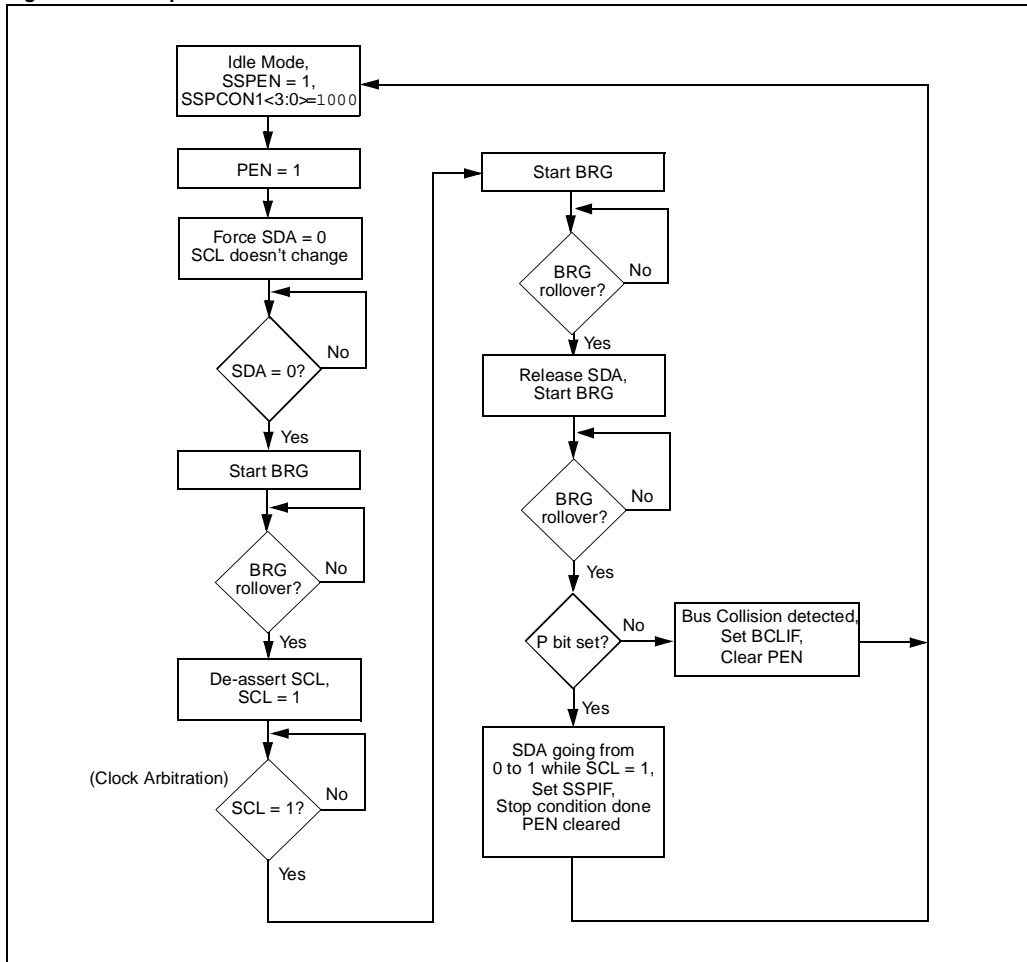 Idle Mode,
SSPEN = 1,
SSPCON1<3:0>=1000
PEN = 1
Force SDA = 0
SCL doesn't change
SDA = 0?
No
Yes
Start BRG
BRG
rollover?
No
Yes
De-assert SCL,
SCL = 1
(Clock Arbitration)
SCL = 1?
No
Yes
Start BRG
BRG
rollover?
No
Yes
Release SDA,
Start BRG
BRG
rollover?
No
Yes
P bit set?
No
Bus Collision detected,
Set BCLIF,
Clear PEN
Yes
SDA going from
0 to 1 while SCL = 1,
Set SSPIF,
Stop condition done
PEN cleared